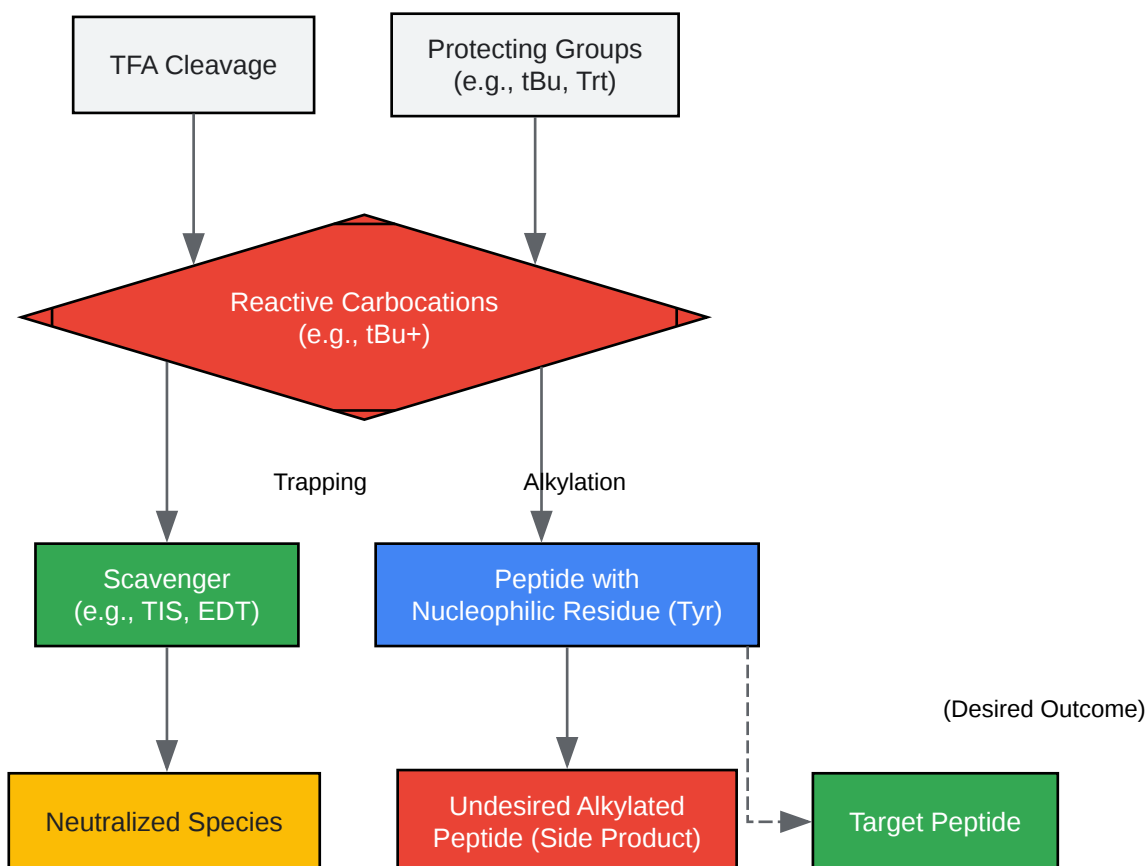 TFA Cleavage
Protecting Groups
(e.g., tBu, Trt)
Reactive Carbocations
(e.g., tBu+)
Trapping
Alkylation
Scavenger
(e.g., TIS, EDT)
Peptide with
Nucleophilic Residue (Tyr)
(Desired Outcome)
Neutralized Species
Undesired Alkylated
Peptide (Side Product)
Target Peptide